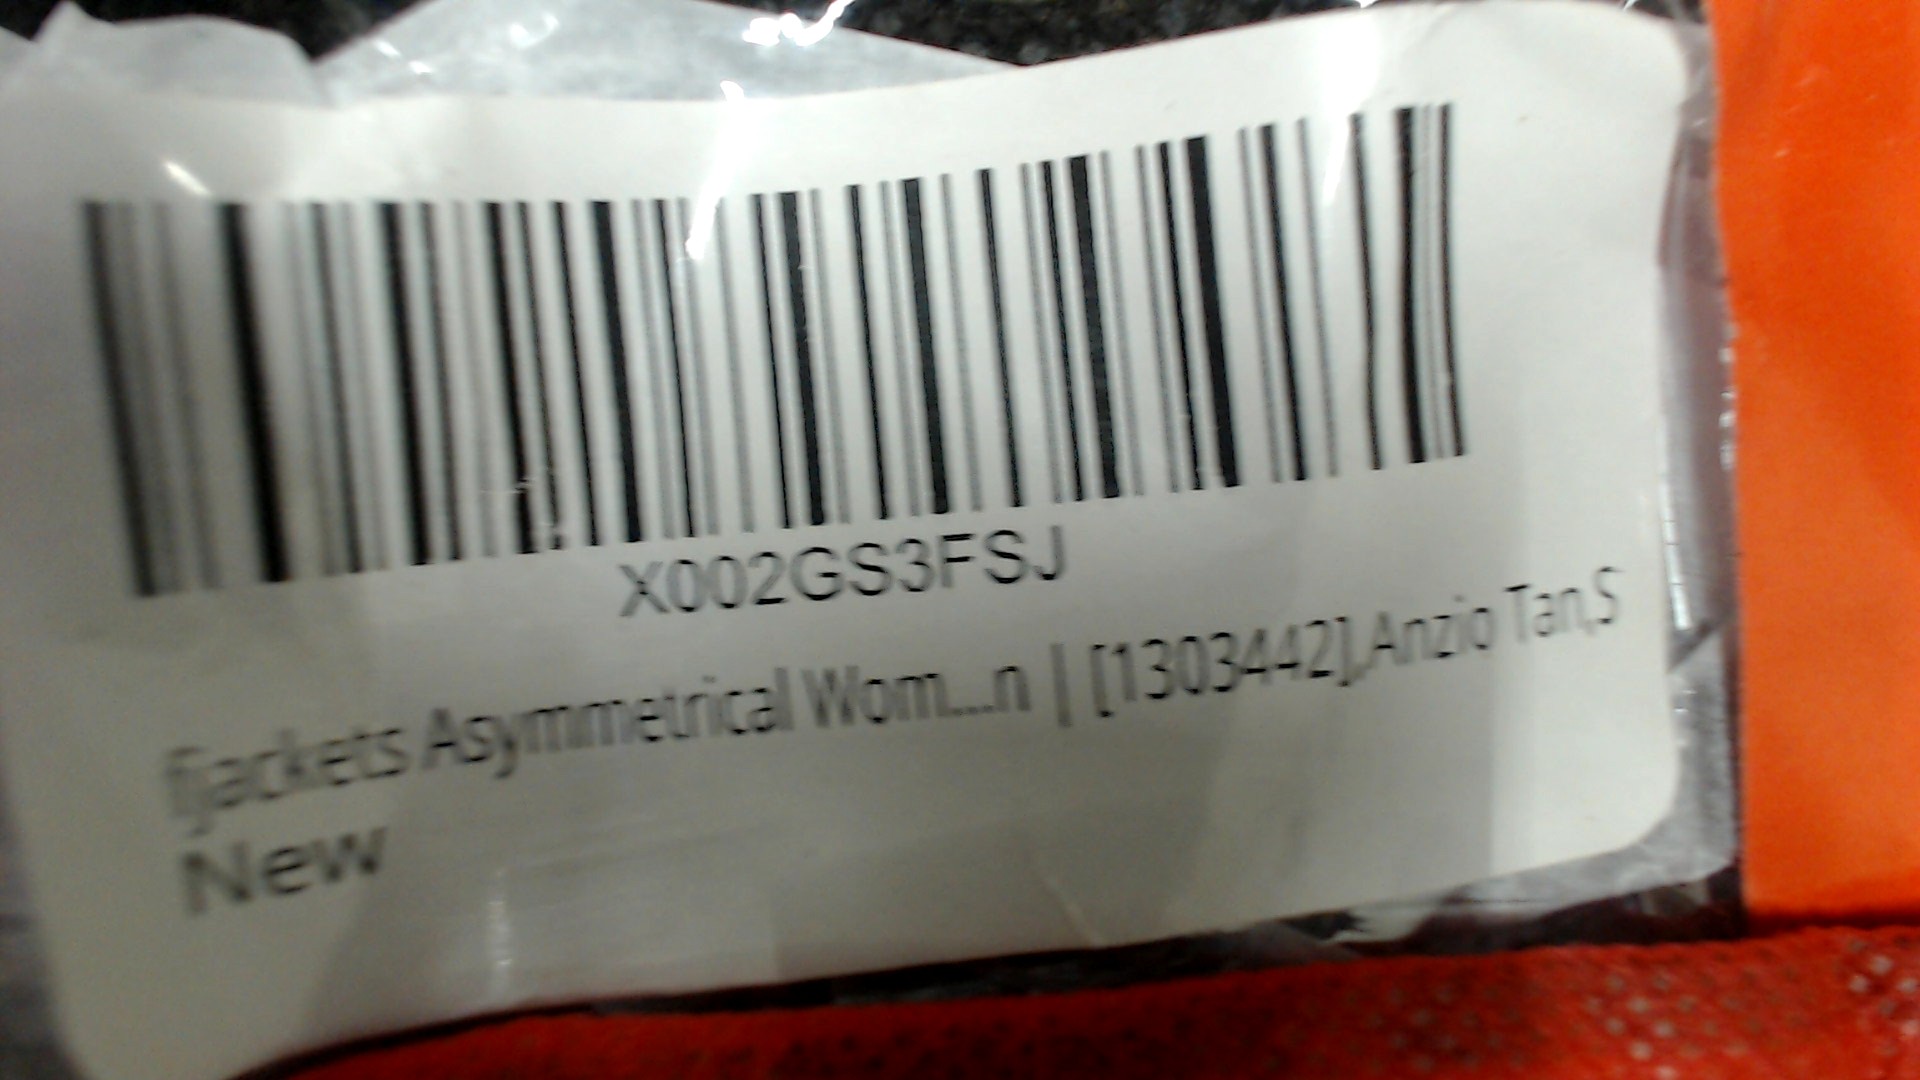 X002GS3FSJ
fjackets Asymmetrical Wom...n | [1303442],Anzio Tan,S
New